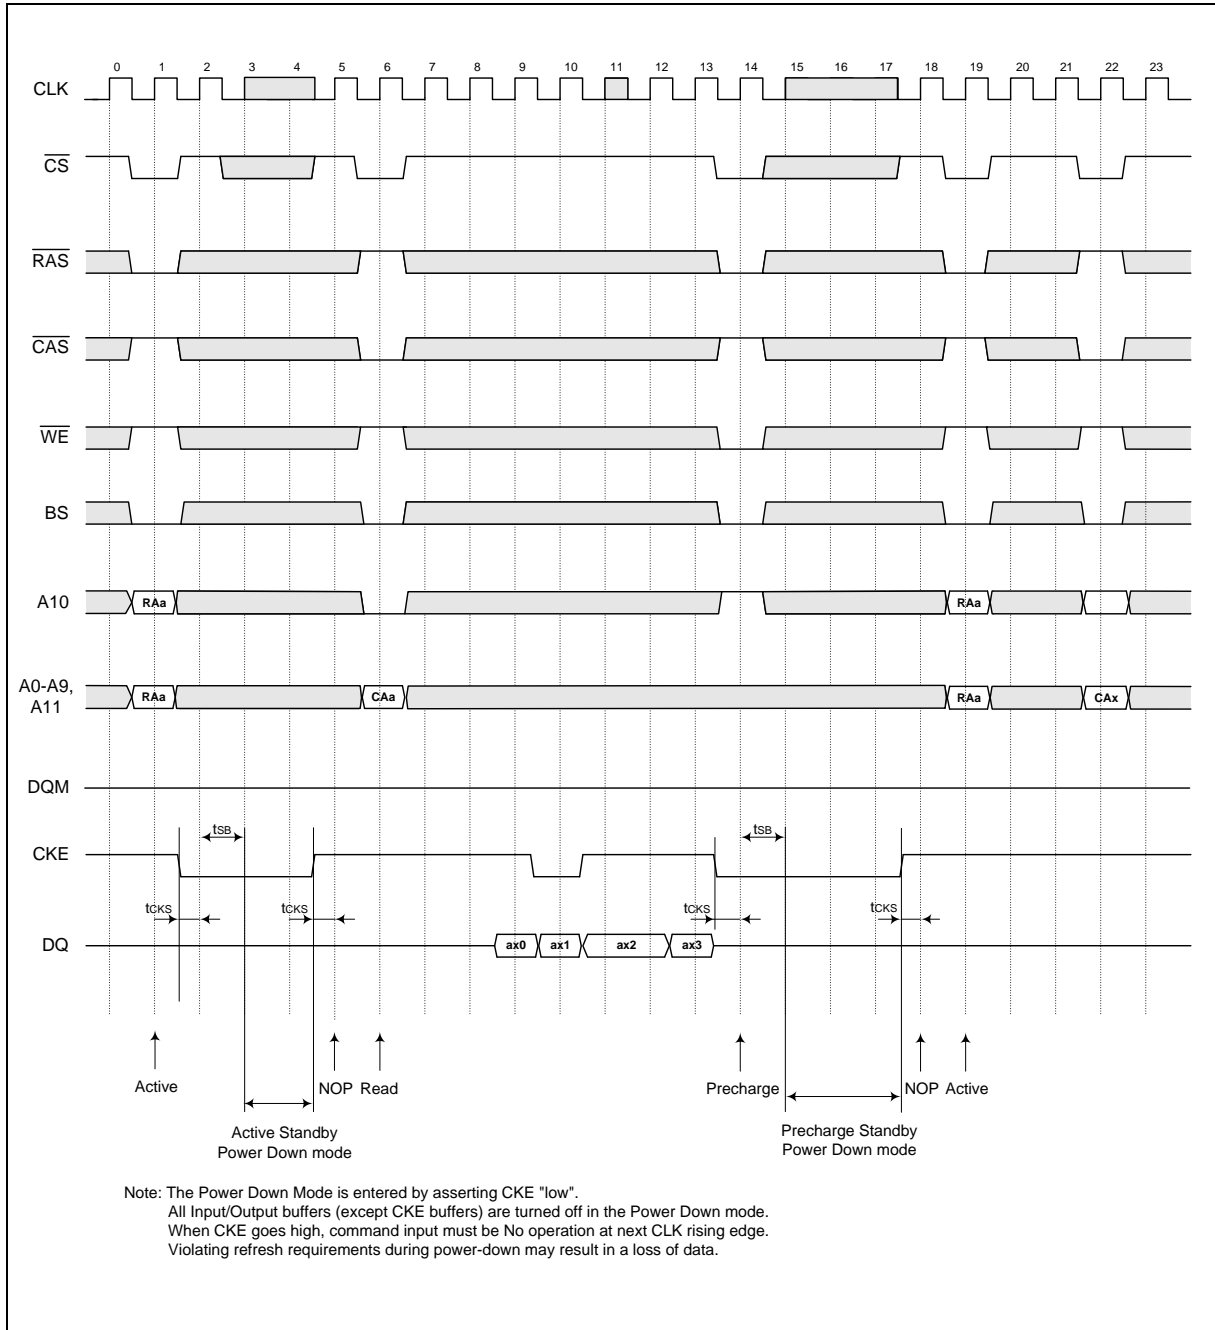 0 1 2 3 4 5 6 7 8 9 10 11 12 13 14 15 16 17 18 19 20 21 22 23
CLK
CS
RAS
CAS
WE
BS
A10 RAa RAa
A0-A9,
A11 RAa CAa RAa CAx
DQM
tSB tSB
CKE
tCKS tCKS tCKS tCKS
DQ ax0 ax1 ax2 ax3
Active NOP Read Precharge NOP Active
Active Standby
Power Down mode
Precharge Standby
Power Down mode
Note: The Power Down Mode is entered by asserting CKE "low".
All Input/Output buffers (except CKE buffers) are turned off in the Power Down mode.
When CKE goes high, command input must be No operation at next CLK rising edge.
Violating refresh requirements during power-down may result in a loss of data.